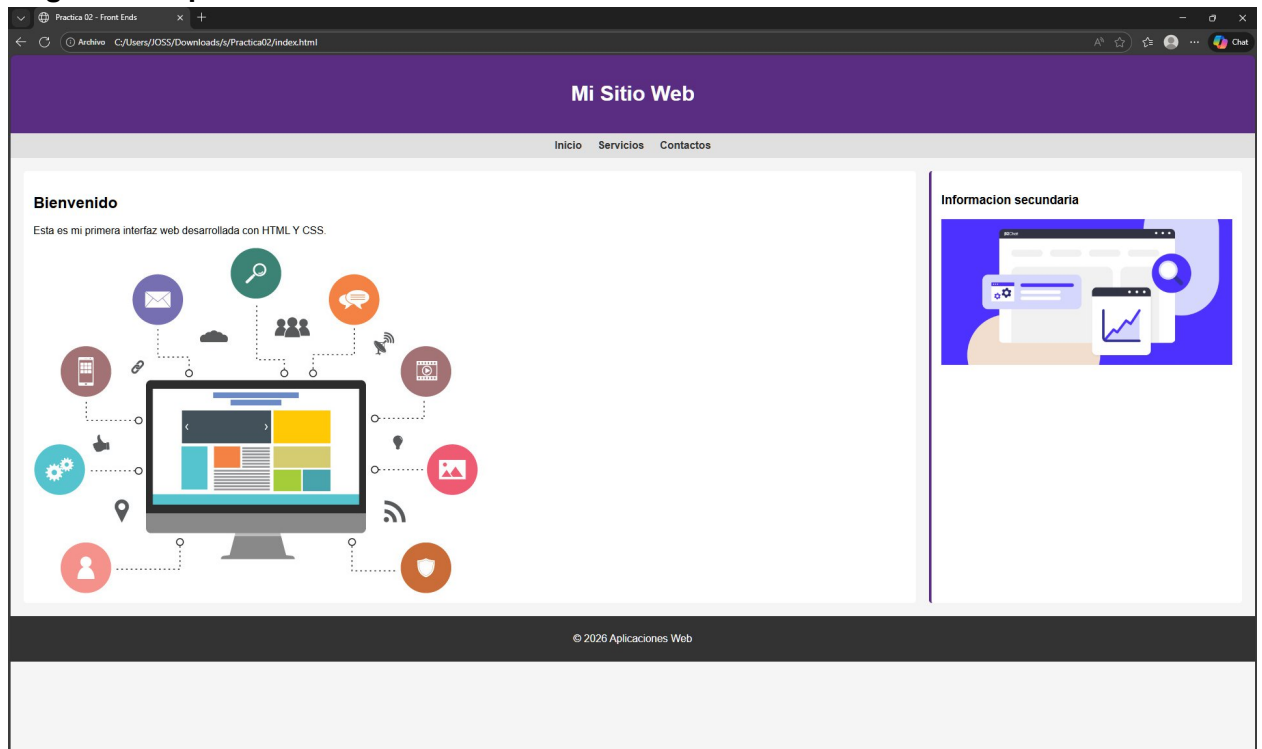 Practica 02 - Front Ends
Archivo C:/Users/JOSS/Downloads/s/Practica02/index.html
Chat
Mi Sitio Web
Inicio Servicios Contactos
Bienvenido
Esta es mi primera interfaz web desarrollada con HTML Y CSS.
Informacion secundaria
© 2026 Aplicaciones Web